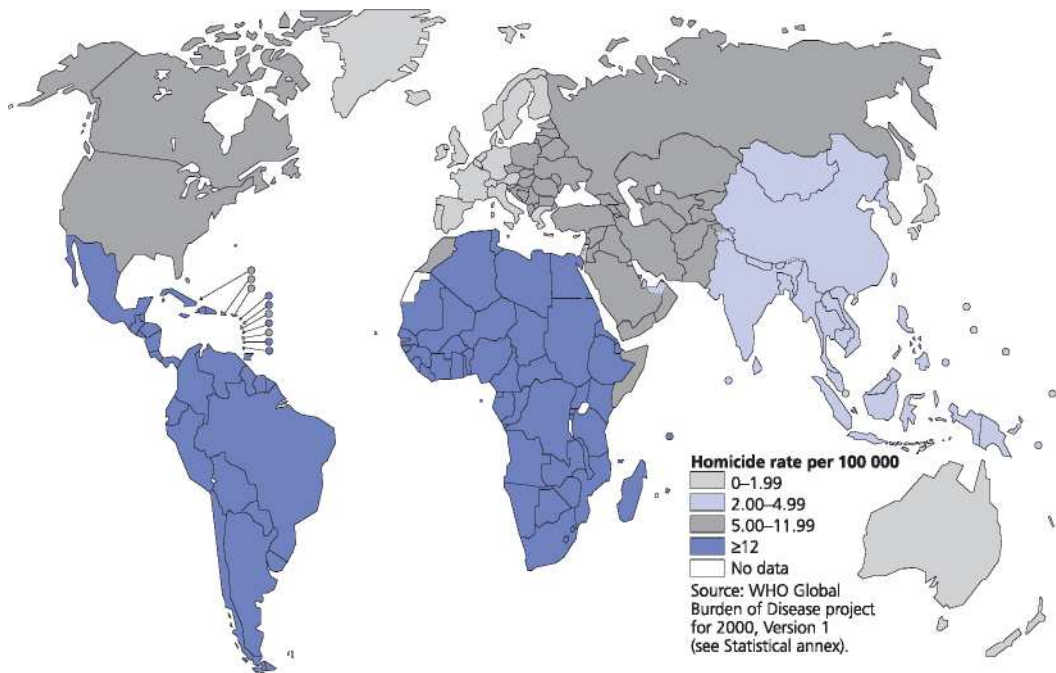 Homicide rate per 100 000
0–1.99
2.00–4.99
5.00–11.99
≥12
No data
Source: WHO Global
Burden of Disease project
for 2000, Version 1
(see Statistical annex).